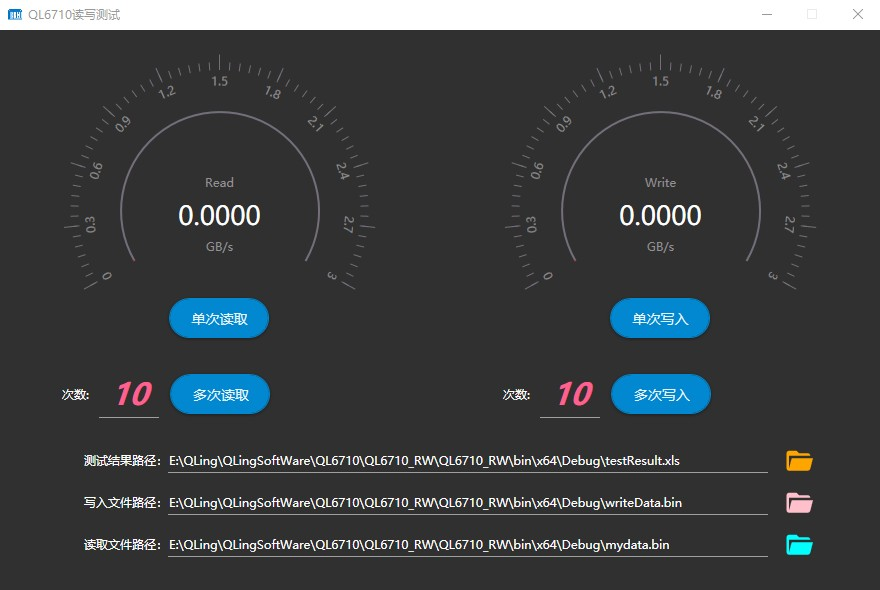 QL6710读写测试
0 0.3 0.6 0.9 1.2 1.5 1.8 2.1 2.4 2.7 3
Read
0.0000
GB/s
0 0.3 0.6 0.9 1.2 1.5 1.8 2.1 2.4 2.7 3
Write
0.0000
GB/s
单次读取
单次写入
次数: 10 多次读取
次数: 10 多次写入
测试结果路径: E:\QLing\QLingSoftWare\QL6710\QL6710_RW\QL6710_RW\bin\x64\Debug\testResult.xls
写入文件路径: E:\QLing\QLingSoftWare\QL6710\QL6710_RW\QL6710_RW\bin\x64\Debug\writeData.bin
读取文件路径: E:\QLing\QLingSoftWare\QL6710\QL6710_RW\QL6710_RW\bin\x64\Debug\mydata.bin